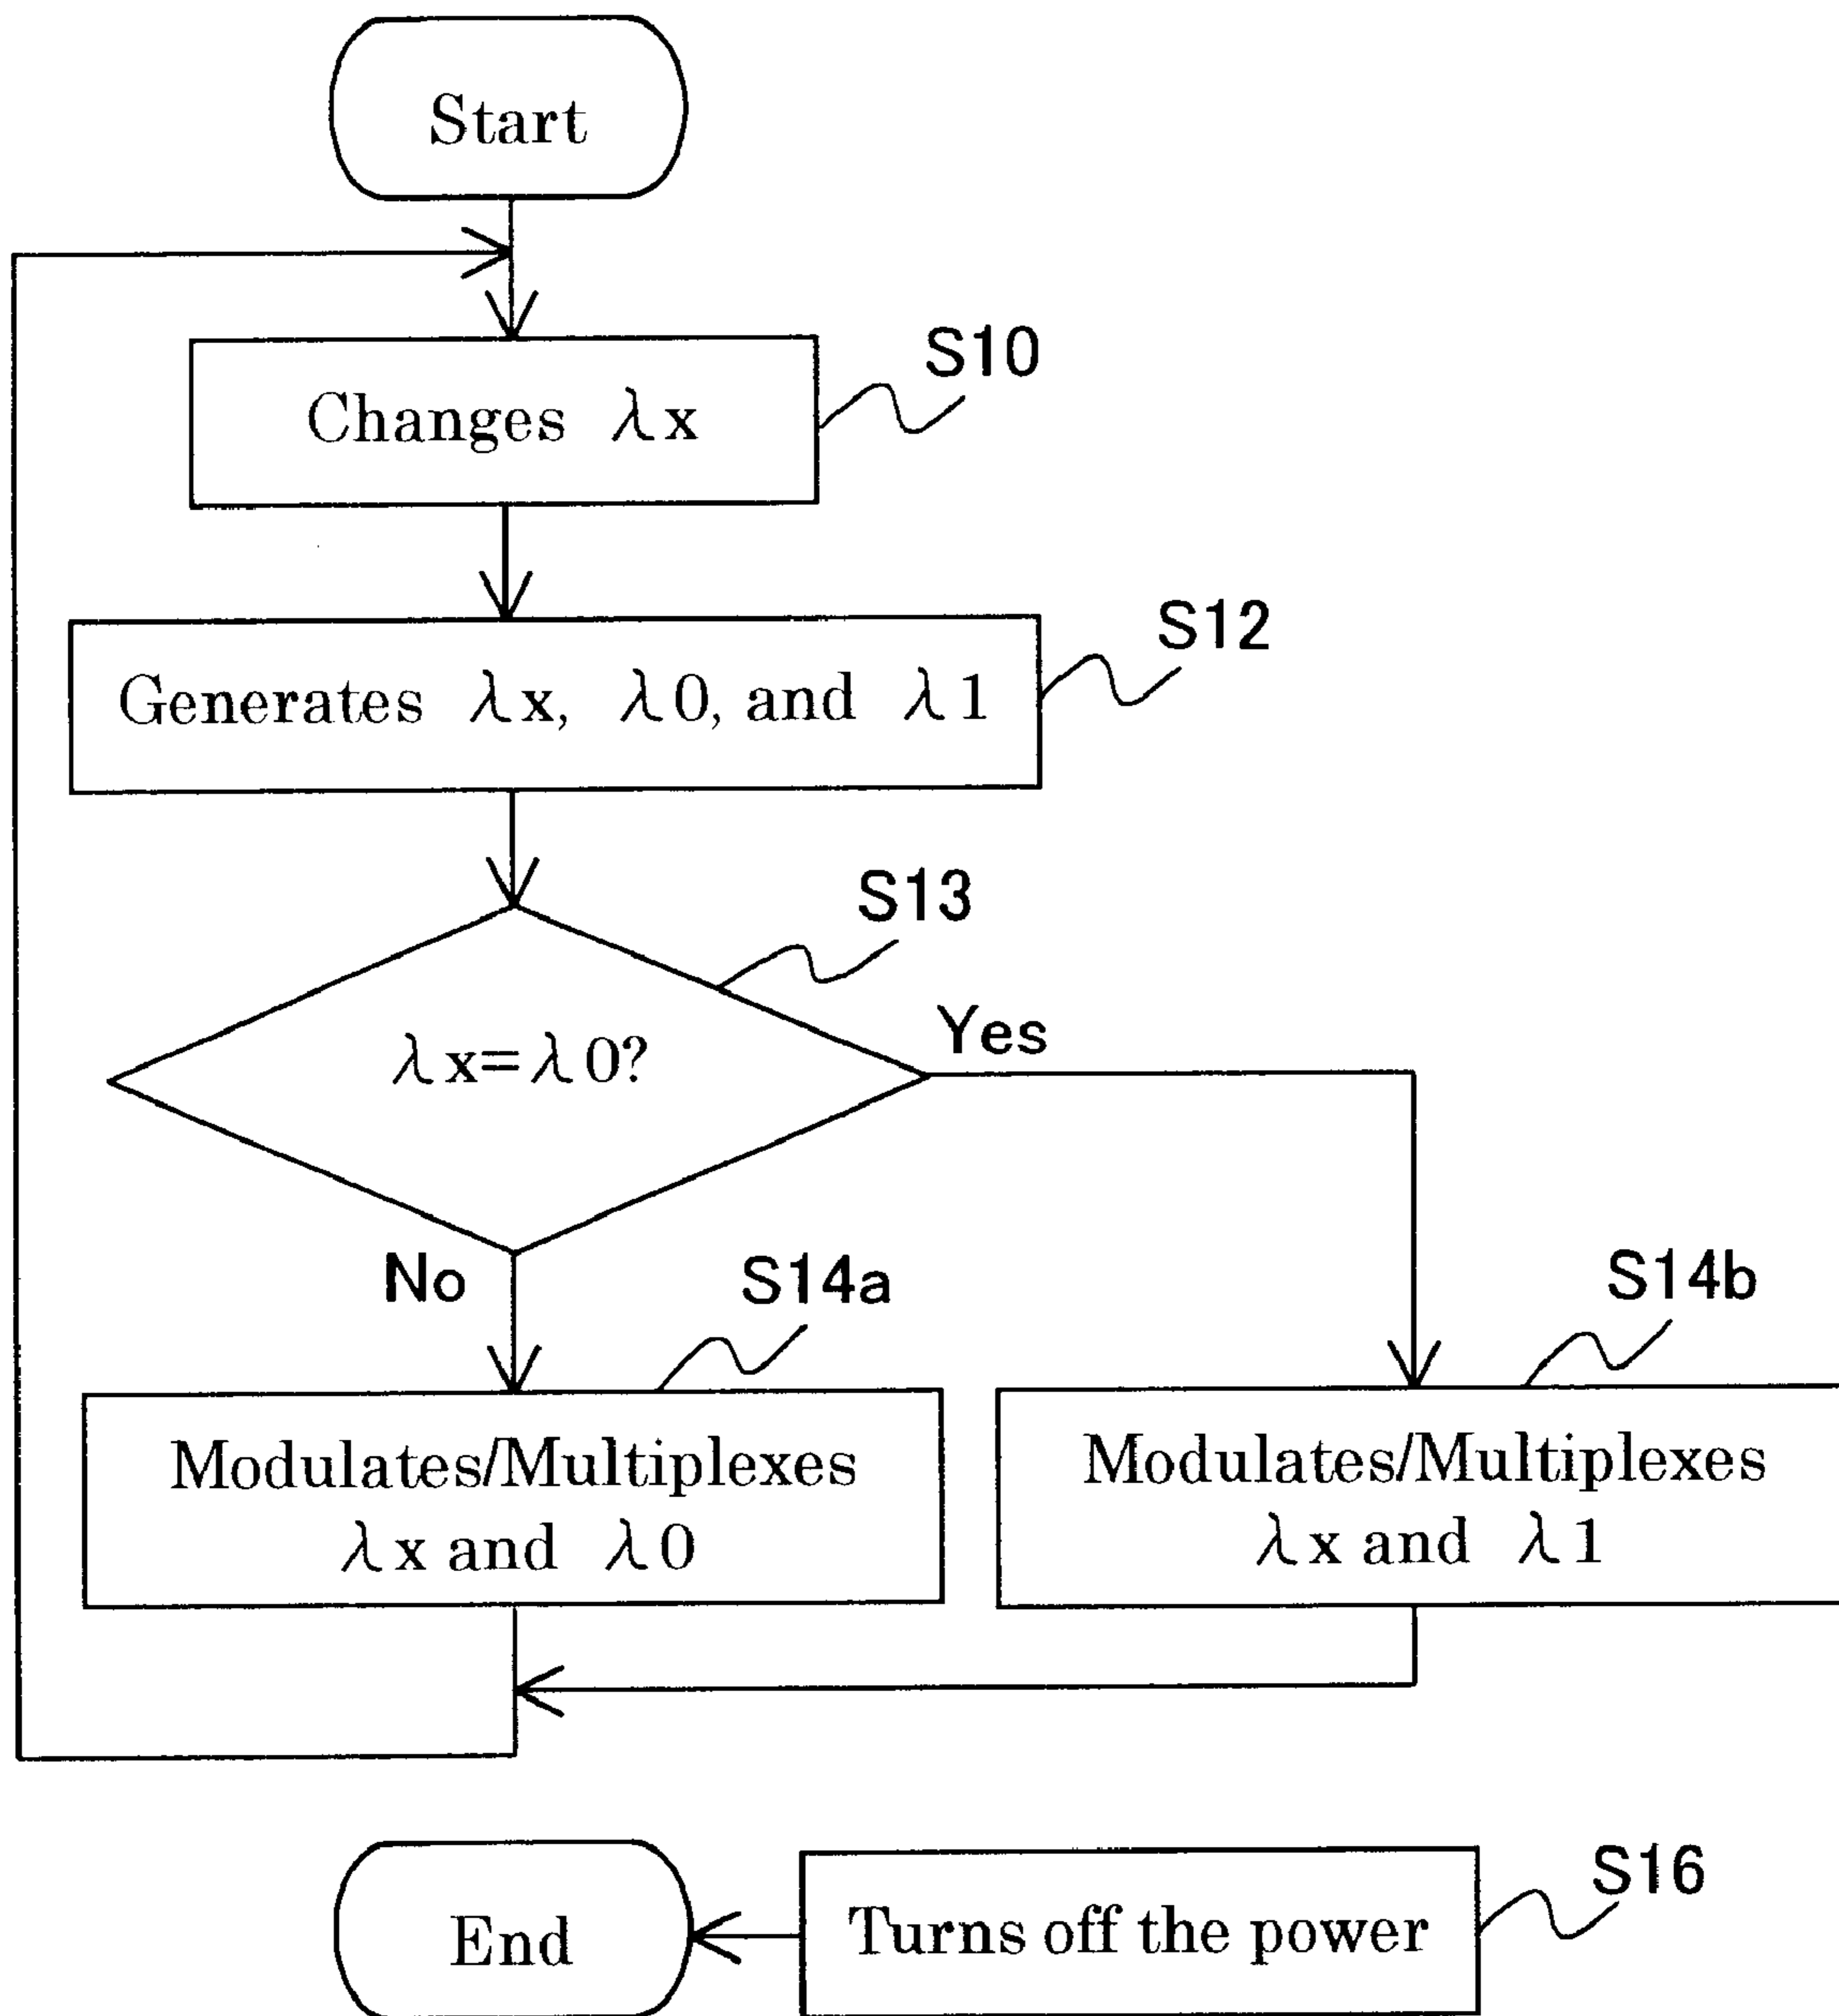 Start
S10
Changes λx
S12
Generates λx, λ0, and λ1
S13
λx=λ0?
Yes
No
S14a
S14b
Modulates/Multiplexes
λx and λ0
Modulates/Multiplexes
λx and λ1
S16
End
Turns off the power